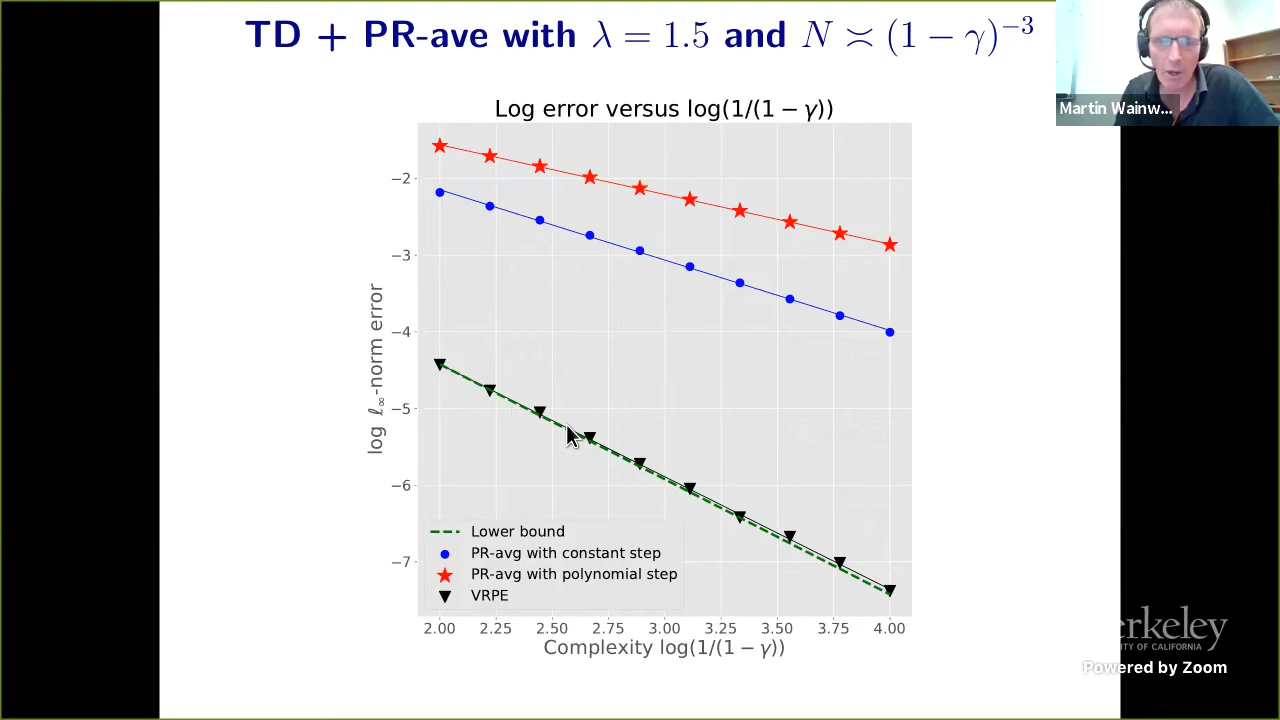 TD + PR-ave with λ = 1.5 and N ≍ (1 − γ)⁻³
Martin Wainw...
Log error versus log(1/(1 − γ))
−2
−3
−4
−5
−6
−7
log ℓ∞-norm error
Lower bound
PR-avg with constant step
PR-avg with polynomial step
VRPE
2.00 2.25 2.50 2.75 3.00 3.25 3.50 3.75 4.00
Complexity log(1/(1 − γ))
erkeley
ITY OF CALIFORNIA
Powered by Zoom